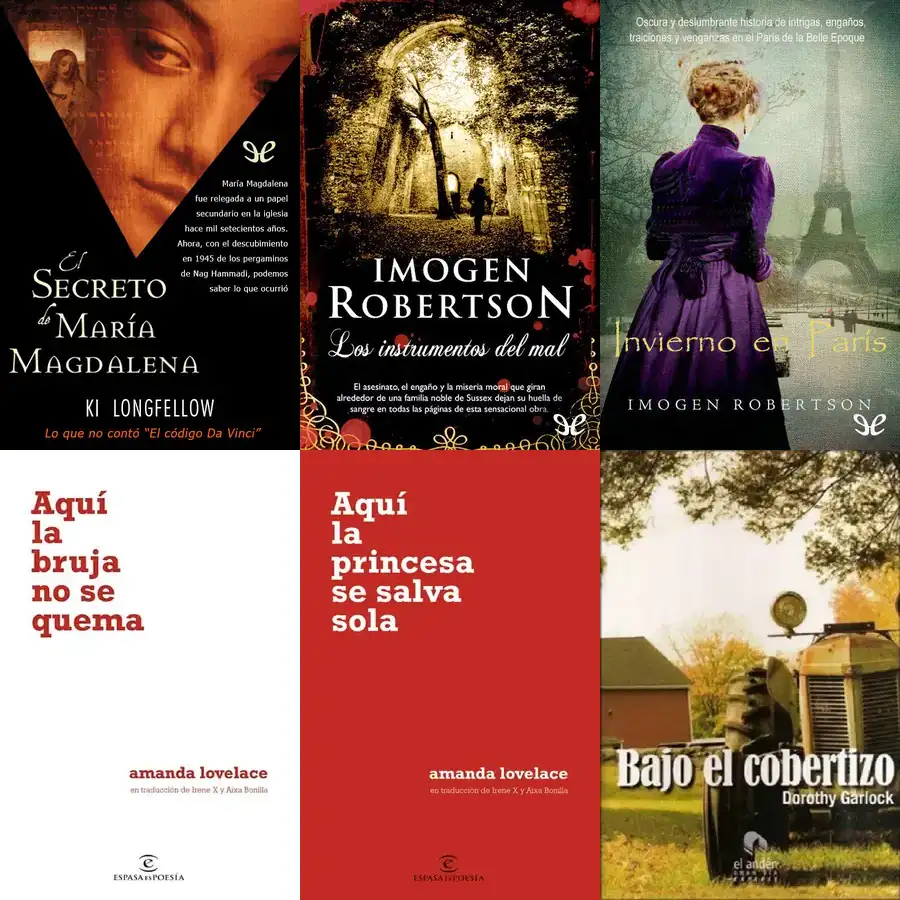 El
SECRETO
de MARÍA
MAGDALENA
María Magdalena
fue relegada a un papel
secundario en la iglesia
hace mil setecientos años.
Ahora, con el descubrimiento
en 1945 de los pergaminos
de Nag Hammadi, podemos
saber lo que ocurrió
KI LONGFELLOW
Lo que no contó “El código Da Vinci”
IMOGEN
ROBERTSON
Los instrumentos del mal
El asesinato, el engaño y la miseria moral que giran
alrededor de una familia noble de Sussex dejan su huella de
sangre en todas las páginas de esta sensacional obra.
Oscura y deslumbrante historia de intrigas, engaños,
traiciones y venganzas en el París de la Belle Epoque
Invierno en París
IMOGEN ROBERTSON
Aquí
la
bruja
no se
quema
amanda lovelace
en traducción de Irene X y Aixa Bonilla
ESPASAesPOESÍA
Aquí
la
princesa
se salva
sola
amanda lovelace
en traducción de Irene X y Aixa Bonilla
ESPASAesPOESÍA
Bajo el cobertizo
Dorothy Garlock
el andén